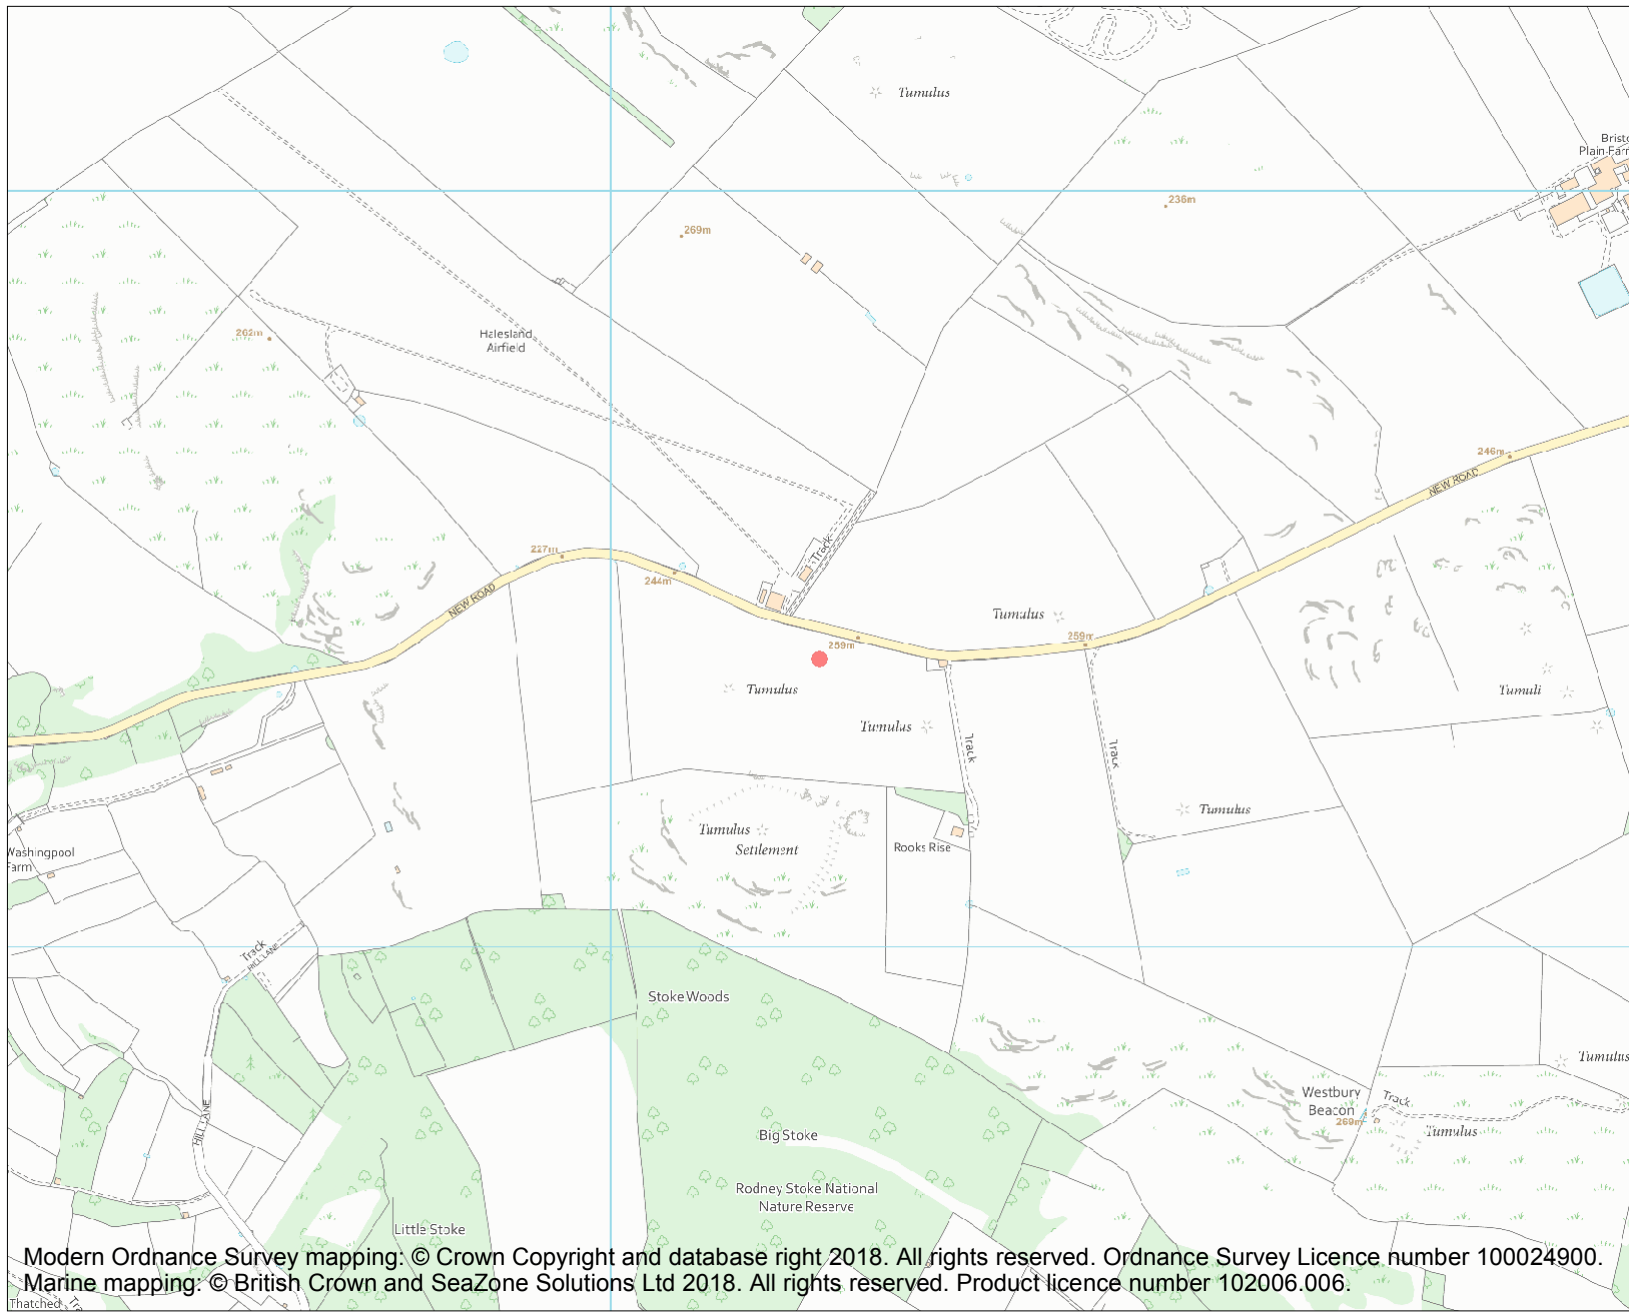 Tumulus
Bristo
Plain Farm
236m
269m
262m
Halesland
Airfield
246m
NEW ROAD
Track
227m
244m
NEW ROAD
Tumulus
259m
259m
Tumulus
Tumuli
Tumulus
Track
Track
Tumulus
Tumulus
Settlement
Rooks Rise
Washingpool
Farm
Track
HILL LANE
Stoke Woods
Tumulus
Westbury
Beacon
Track
269m
Tumulus
HILL LANE
Big Stoke
Rodney Stoke National
Nature Reserve
Little Stoke
Modern Ordnance Survey mapping: © Crown Copyright and database right 2018. All rights reserved. Ordnance Survey Licence number 100024900.
Marine mapping: © British Crown and SeaZone Solutions Ltd 2018. All rights reserved. Product licence number 102006.006.
Thatched